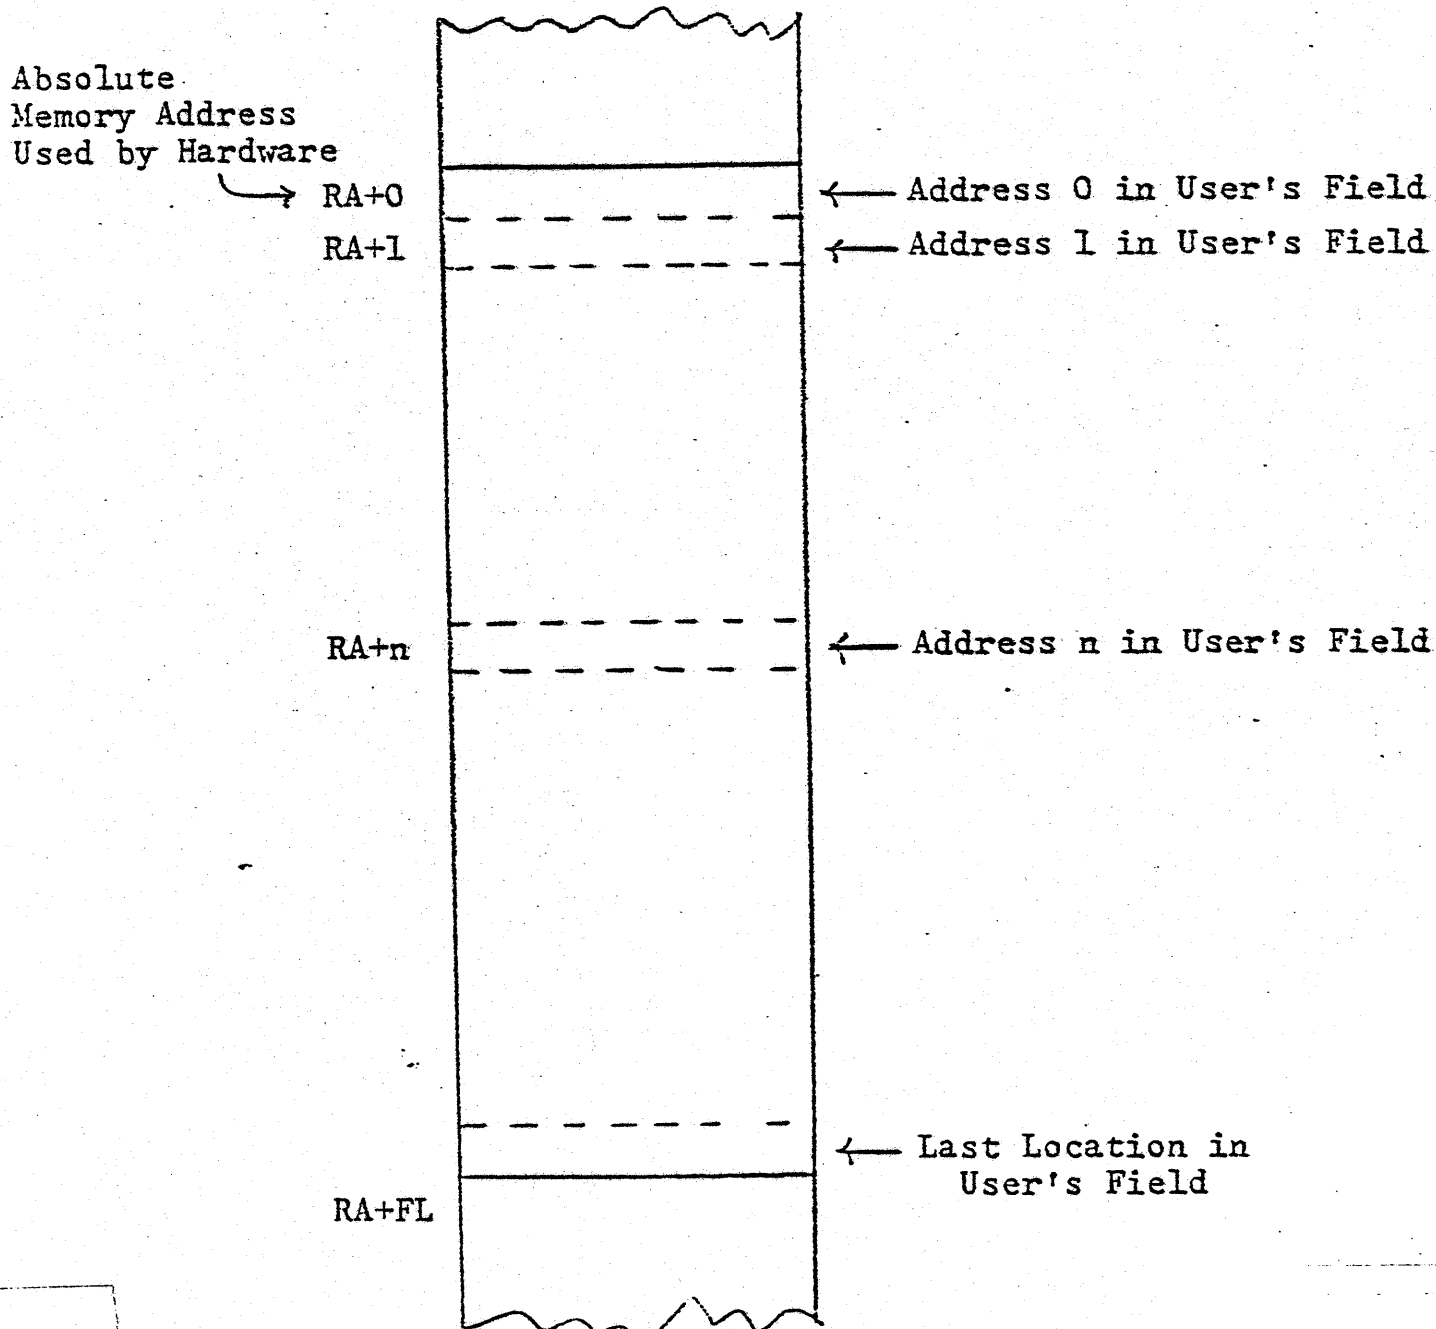 Absolute
Memory Address
Used by Hardware
RA+0
Address 0 in User's Field
RA+1
Address 1 in User's Field
RA+n
Address n in User's Field
Last Location in
User's Field
RA+FL